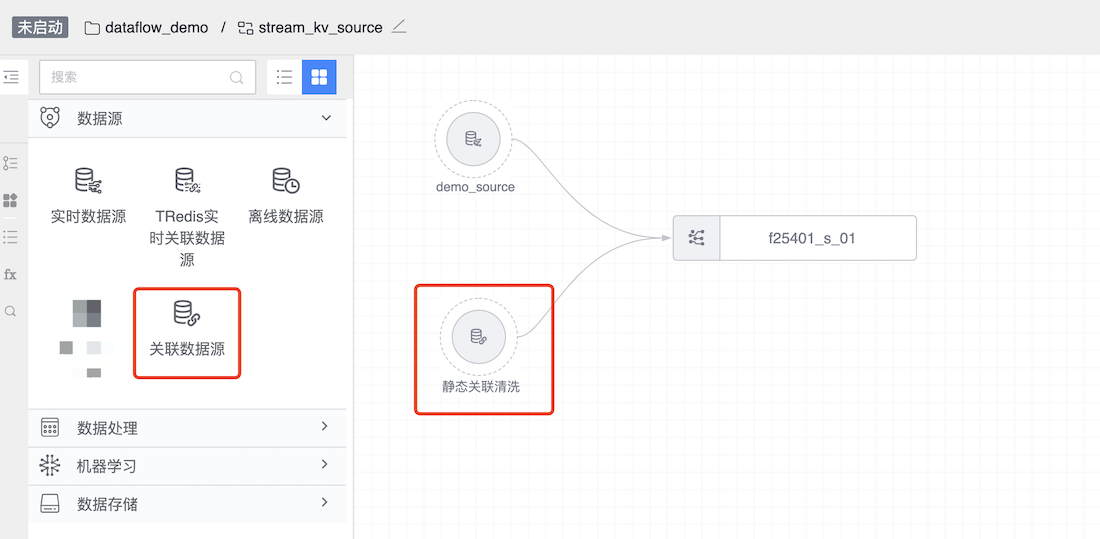 未启动 dataflow_demo / stream_kv_source
搜索
数据源
实时数据源
TRedis实
时关联数据
源
离线数据源
关联数据源
数据处理
机器学习
数据存储
fx
demo_source
f25401_s_01
静态关联清洗